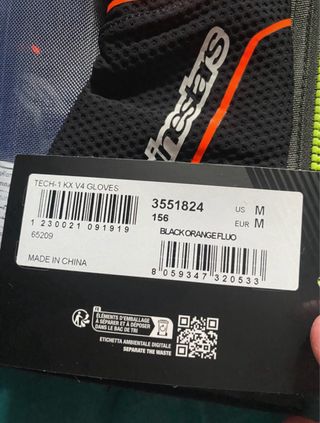 alpinestars
TECH-1 KX V4 GLOVES
3551824
US M
156
EUR M
1 230021 091919
65209
BLACK ORANGE FLUO
MADE IN CHINA
8 059347 320533
FR
ÉLÉMENTS D'EMBALLAGE
À SÉPARER ET À DÉPOSER
DANS LE BAC DE TRI
ETICHETTA AMBIENTALE DIGITALE
SEPARATE THE WASTE